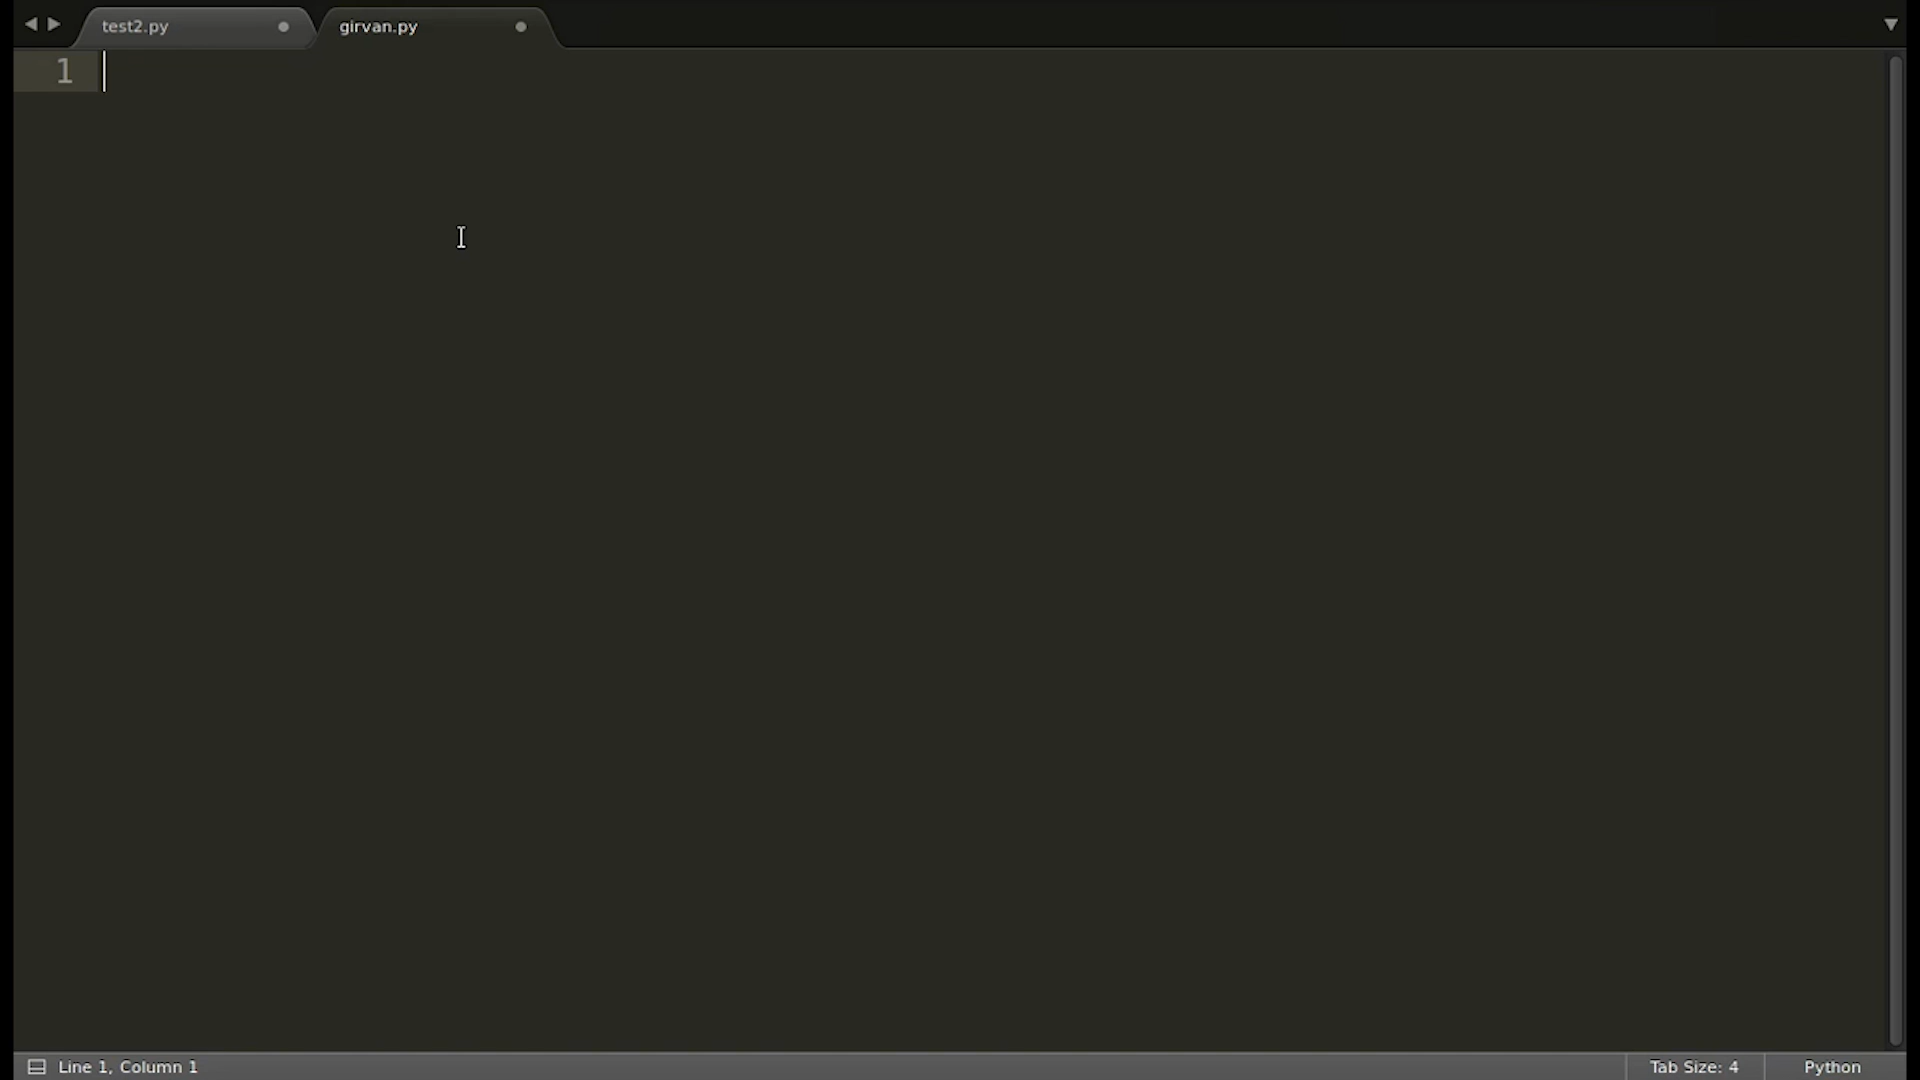 test2.py
girvan.py
1
Line 1, Column 1
Tab Size: 4
Python